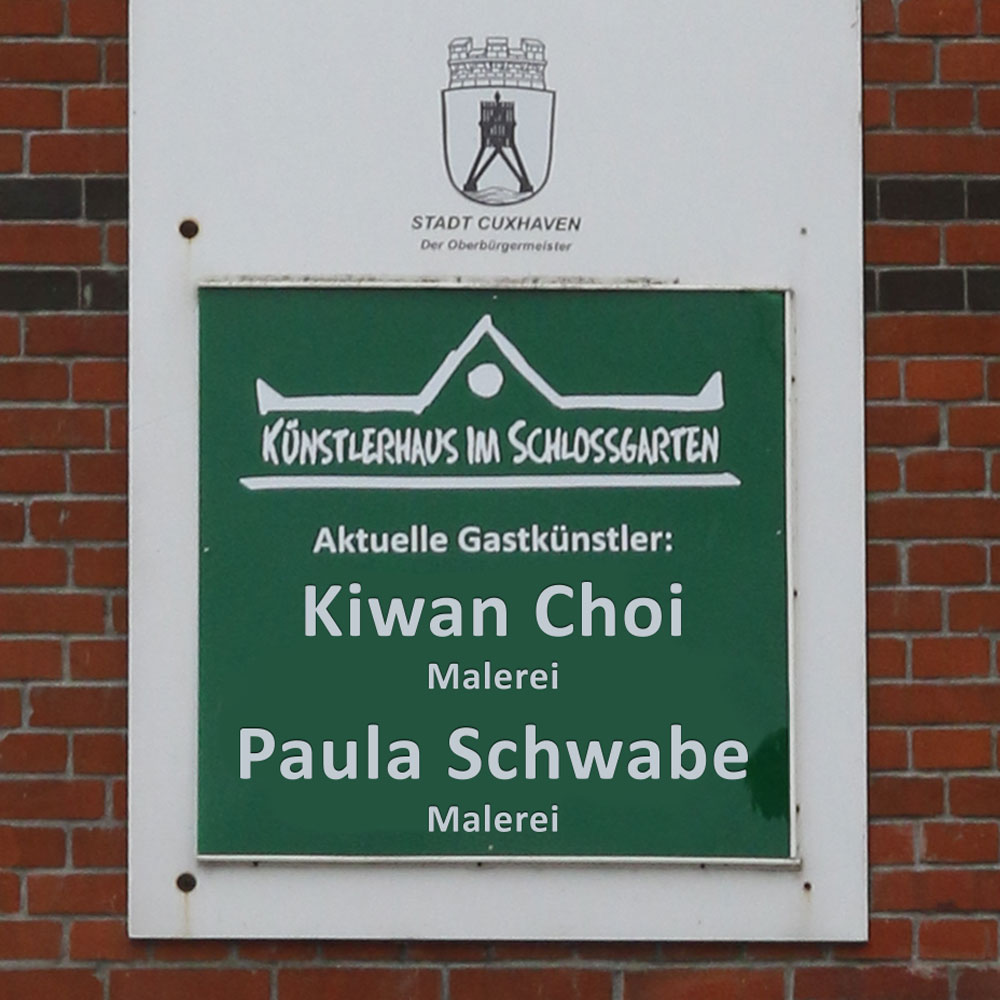 STADT CUXHAVEN
Der Oberbürgermeister
KÜNSTLERHAUS IM SCHLOSSGARTEN
Aktuelle Gastkünstler:
Kiwan Choi
Malerei
Paula Schwabe
Malerei